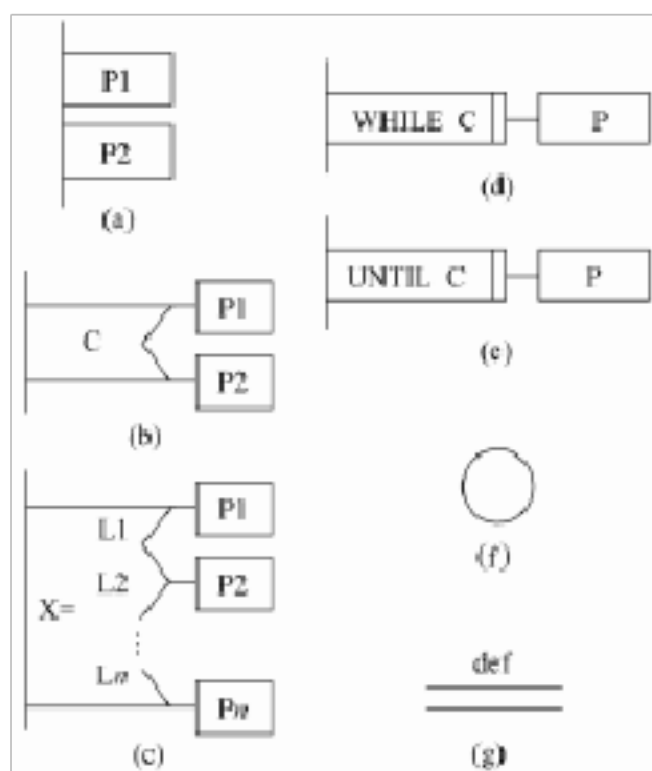 P1
P2
(a)
C
P1
P2
(b)
X=
L1
L2
Ln
P1
P2
Pn
(c)
WHILE C
P
(d)
UNTIL C
P
(e)
(f)
def
(g)